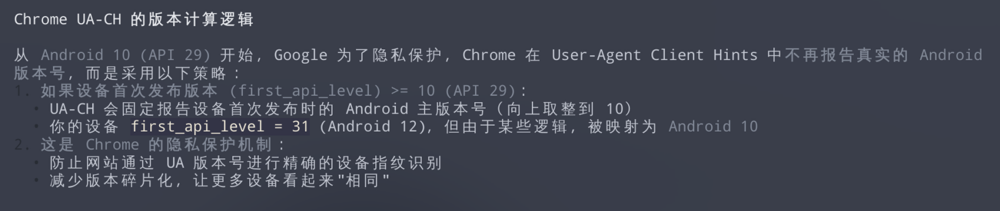 Chrome UA-CH 的版本计算逻辑
从 Android 10 (API 29) 开始, Google 为了隐私保护, Chrome 在 User-Agent Client Hints 中不再报告真实的 Android
版本号, 而是采用以下策略:
1. 如果设备首次发布版本 (first_api_level) >= 10 (API 29):
• UA-CH 会固定报告设备首次发布时的 Android 主版本号 (向上取整到 10)
• 你的设备 first_api_level = 31 (Android 12), 但由于某些逻辑, 被映射为 Android 10
2. 这是 Chrome 的隐私保护机制:
• 防止网站通过 UA 版本号进行精确的设备指纹识别
• 减少版本碎片化, 让更多设备看起来"相同"